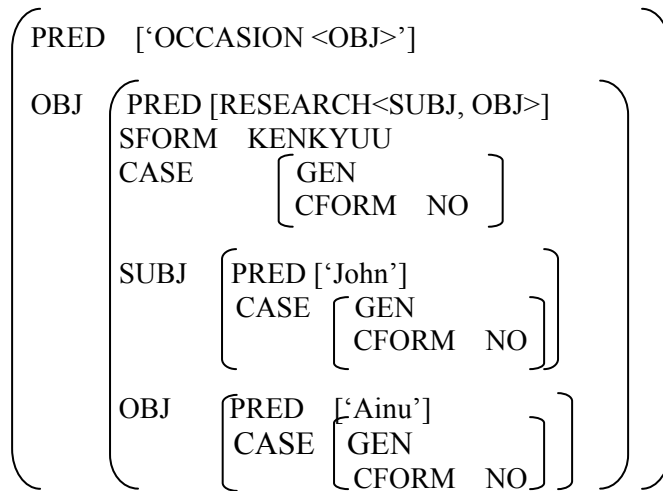 PRED [‘OCCASION <OBJ>’]
OBJ PRED [RESEARCH<SUBJ, OBJ>]
SFORM KENKYUU
CASE GEN
CFORM NO
SUBJ PRED [‘John’]
CASE GEN
CFORM NO
OBJ PRED [‘Ainu’]
CASE GEN
CFORM NO